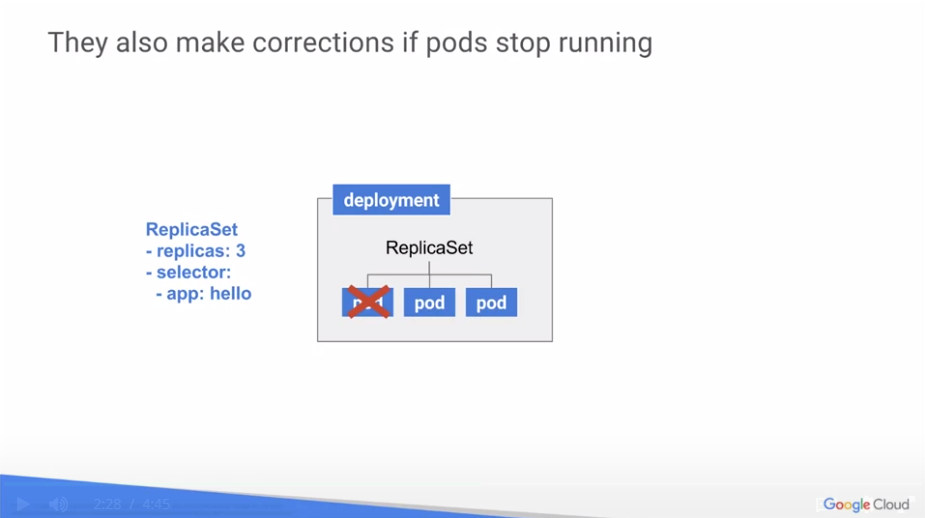 They also make corrections if pods stop running
deployment
ReplicaSet
- replicas: 3
- selector:
- app: hello
ReplicaSet
pod pod pod
2:28 / 4:45
Google Cloud